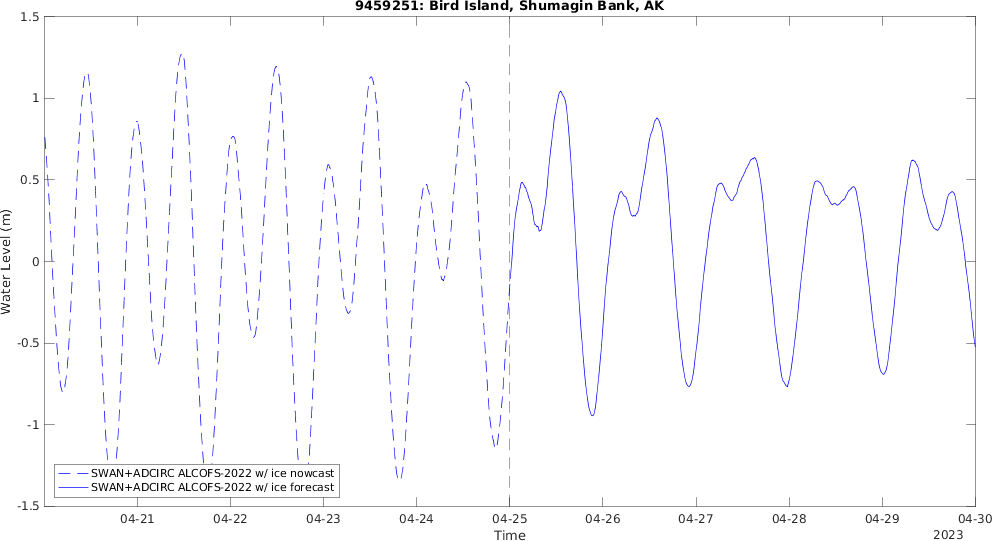 9459251: Bird Island, Shumagin Bank, AK
1.5
1
0.5
0
-0.5
-1
-1.5
Water Level (m)
SWAN+ADCIRC ALCOFS-2022 w/ ice nowcast
SWAN+ADCIRC ALCOFS-2022 w/ ice forecast
04-21 04-22 04-23 04-24 04-25 04-26 04-27 04-28 04-29 04-30
Time
2023